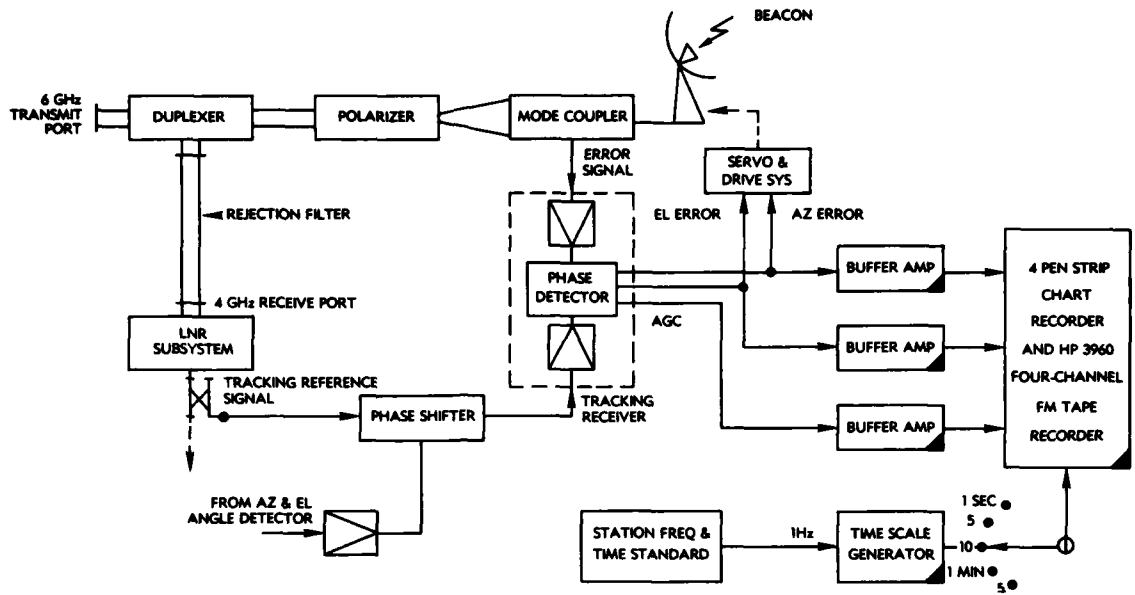 BEACON
6 GHz
TRANSMIT
PORT
DUPLEXER
POLARIZER
MODE COUPLER
ERROR
SIGNAL
SERVO &
DRIVE SYS
REJECTION FILTER
EL ERROR
AZ ERROR
PHASE
DETECTOR
BUFFER AMP
4 PEN STRIP
CHART
RECORDER
AND HP 3960
FOUR-CHANNEL
FM TAPE
RECORDER
4 GHz RECEIVE PORT
AGC
LNR
SUBSYSTEM
BUFFER AMP
TRACKING REFERENCE
SIGNAL
PHASE SHIFTER
TRACKING
RECEIVER
BUFFER AMP
FROM AZ & EL
ANGLE DETECTOR
STATION FREQ &
TIME STANDARD
1Hz
TIME SCALE
GENERATOR
1 SEC
5
10
1 MIN
5